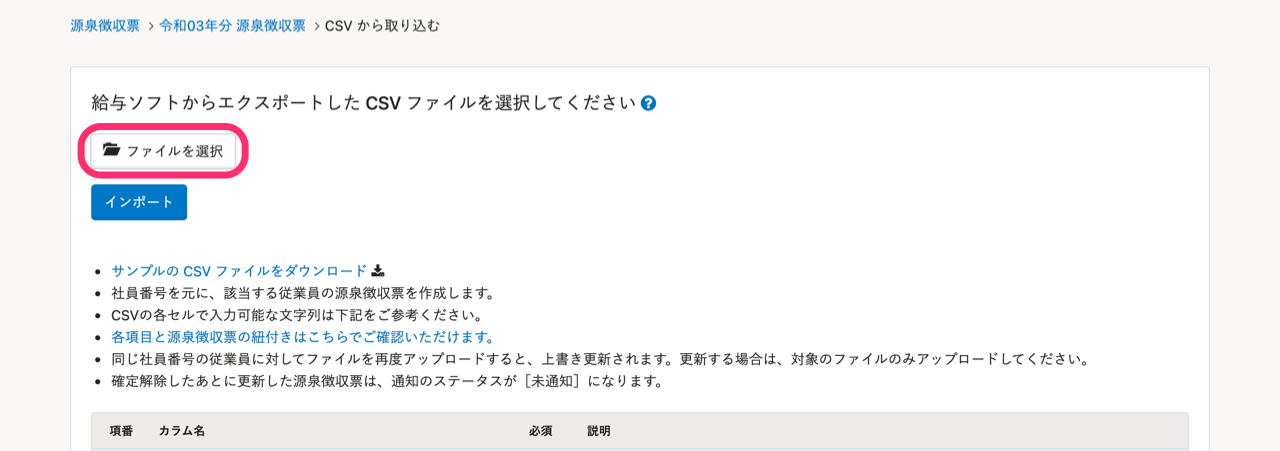 源泉徴収票 > 令和03年分 源泉徴収票 > CSV から取り込む
給与ソフトからエクスポートした CSV ファイルを選択してください ?
ファイルを選択
インポート
• サンプルの CSV ファイルをダウンロード
• 社員番号を元に、該当する従業員の源泉徴収票を作成します。
• CSVの各セルで入力可能な文字列は下記をご参考ください。
• 各項目と源泉徴収票の紐付きはこちらでご確認いただけます。
• 同じ社員番号の従業員に対してファイルを再度アップロードすると、上書き更新されます。更新する場合は、対象のファイルのみアップロードしてください。
• 確定解除したあとに更新した源泉徴収票は、通知のステータスが［未通知］になります。
項番 カラム名 必須 説明